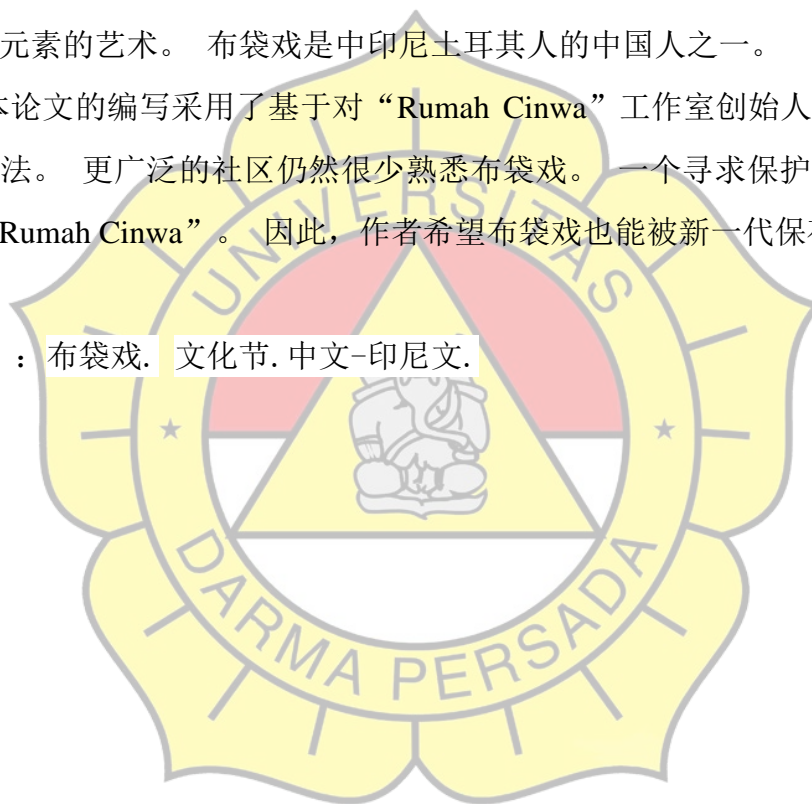 元素的艺术。 布袋戏是中印尼土耳其人的中国人之一。
本论文的编写采用了基于对“Rumah Cinwa”工作室创始人
法。 更广泛的社区仍然很少熟悉布袋戏。 一个寻求保护
Rumah Cinwa”。 因此，作者希望布袋戏也能被新一代保
：布袋戏. 文化节.中文-印尼文.
UNIVERSITAS
DARMA PERSADA